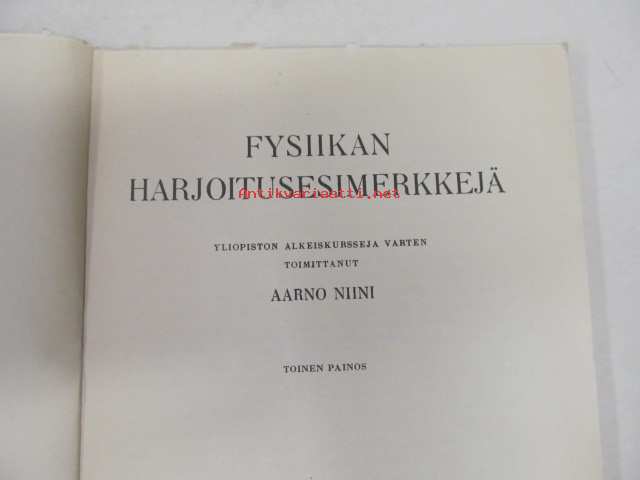 FYSIIKAN
HARJOITUSESIMERKKEJÄ
Antikvariaatti.net
YLIOPISTON ALKEISKURSSEJA VARTEN
TOIMITTANUT
AARNO NIINI
TOINEN PAINOS